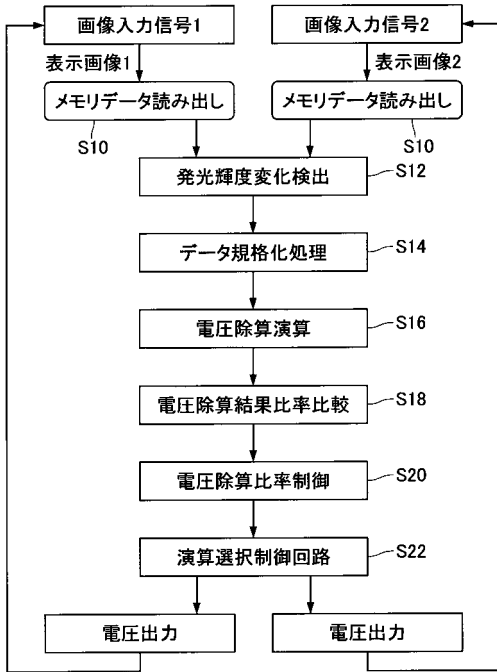 画像入力信号1
画像入力信号2
表示画像1
表示画像2
メモリデータ読み出し
メモリデータ読み出し
S10
S10
発光輝度変化検出
S12
データ規格化処理
S14
電圧除算演算
S16
電圧除算結果比率比較
S18
電圧除算比率制御
S20
演算選択制御回路
S22
電圧出力
電圧出力